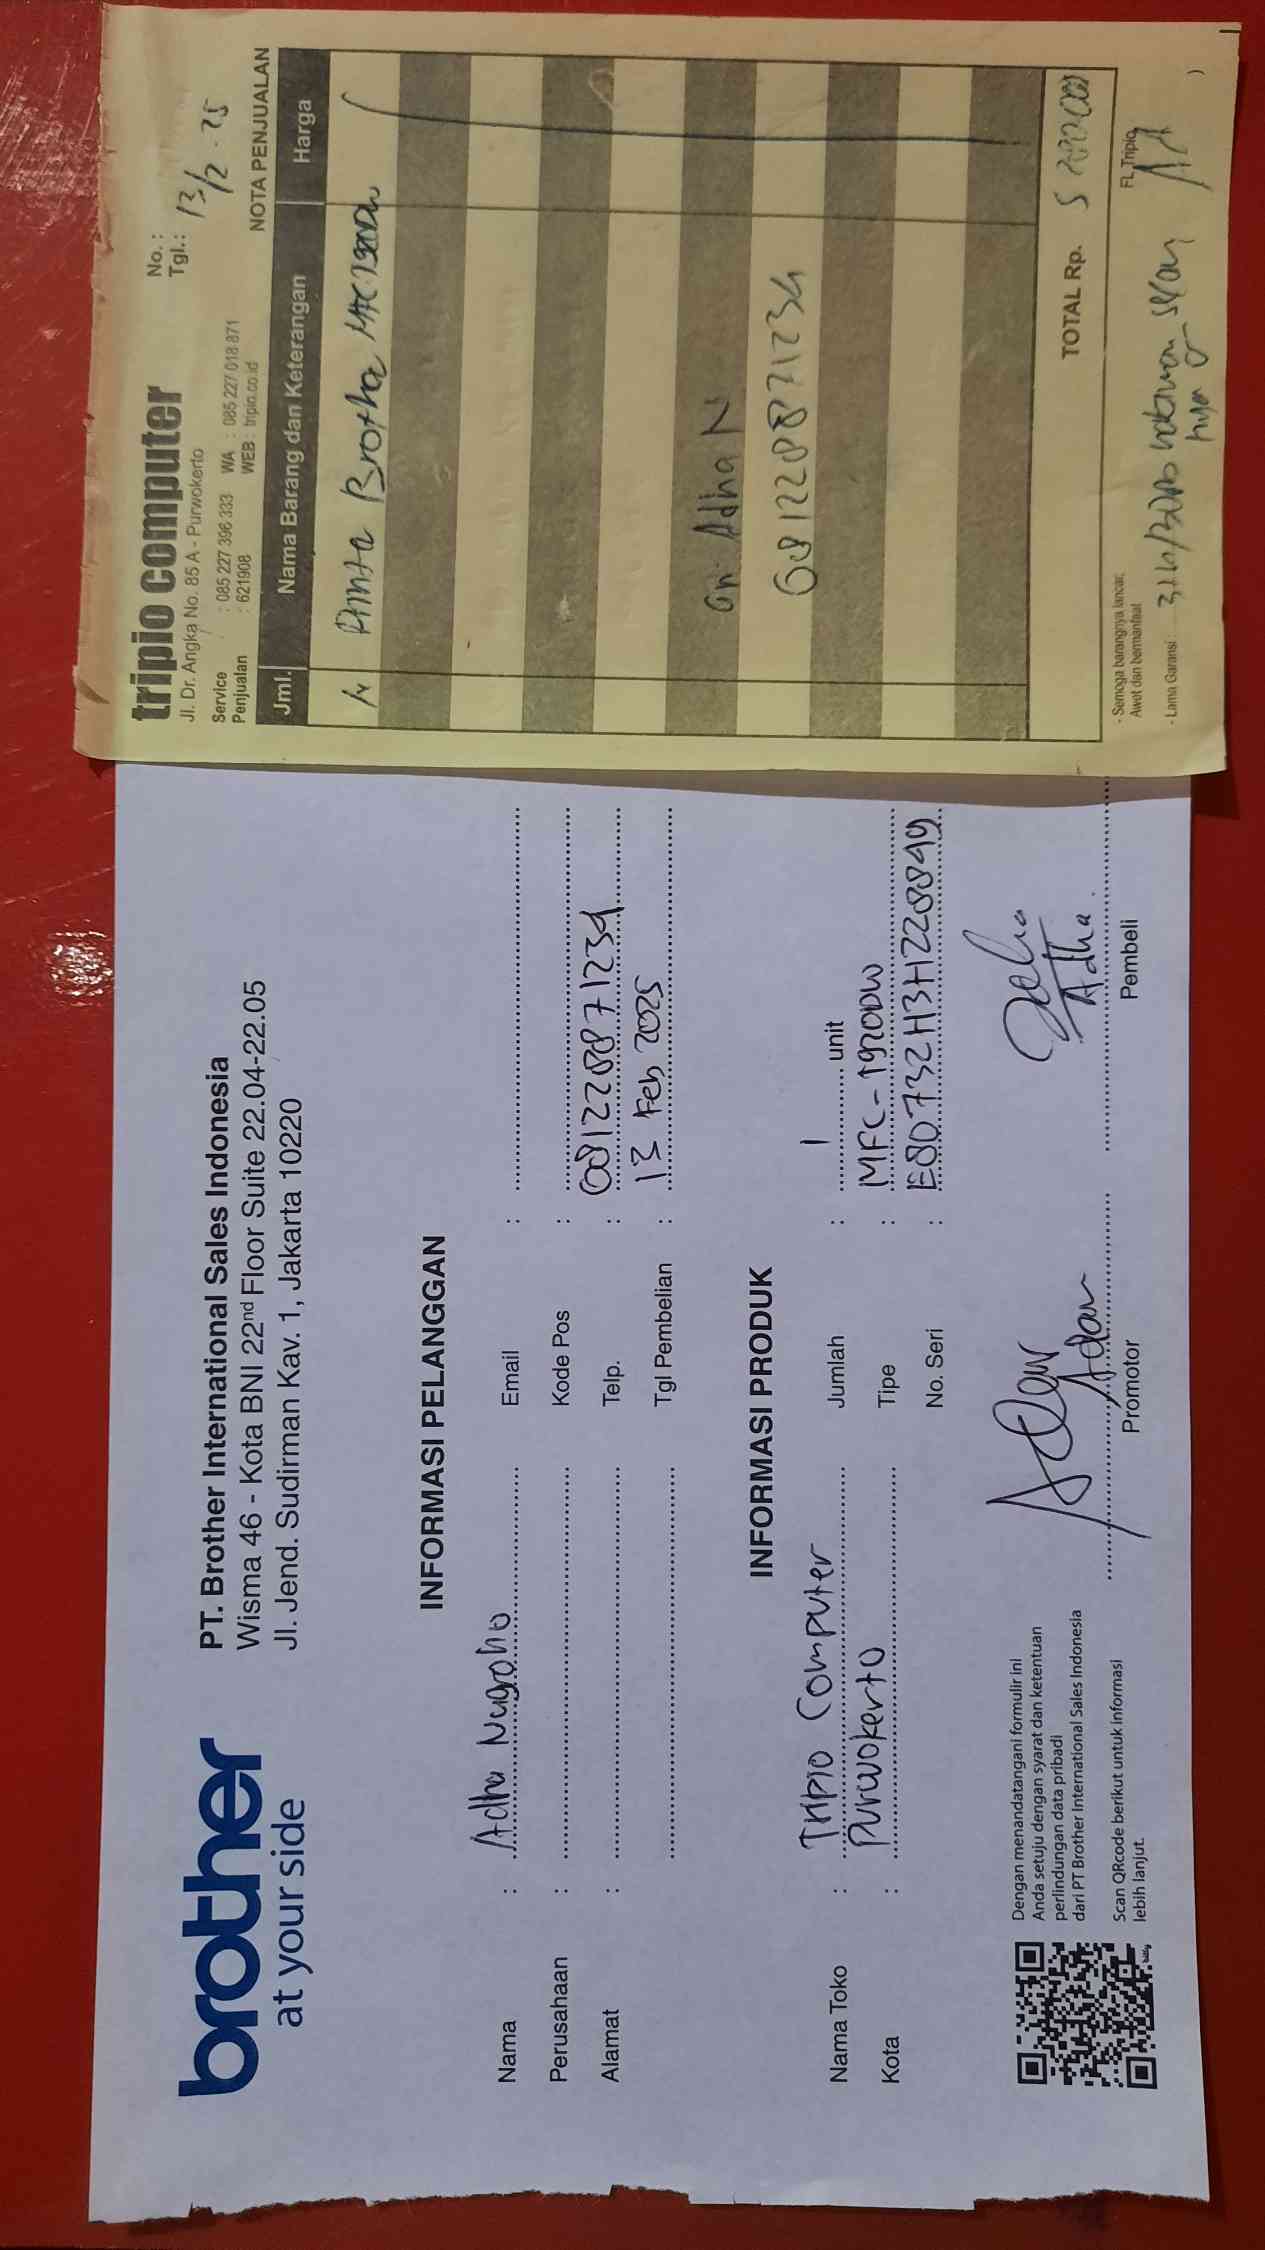 brother
at your side
PT. Brother International Sales Indonesia
Wisma 46 - Kota BNI 22nd Floor Suite 22.04-22.05
Jl. Jend. Sudirman Kav. 1, Jakarta 10220
INFORMASI PELANGGAN
Nama : Adha Nugroho Email :
Perusahaan : Kode Pos :
Alamat : Telp. : 081228871234
Tgl Pembelian : 13 Feb 2025
INFORMASI PRODUK
Nama Toko : Tripio Computer Jumlah : 1 unit
Kota : Purwokerto Tipe : MFC-T920DW
No. Seri : E80732H3H228849
Dengan menandatangani formulir ini
Anda setuju dengan syarat dan ketentuan
perlindungan data pribadi
dari PT Brother International Sales Indonesia
Scan QRcode berikut untuk informasi
lebih lanjut.
Adan Adha
Promotor Pembeli
tripio computer
Jl. Dr. Angka No. 85 A - Purwokerto
Service : 085 227 396 333 WA : 085 227 018 871
Penjualan : 621908 WEB : tripio.co.id
No. :
Tgl.: 13/2 - 25
NOTA PENJUALAN
Jml. Nama Barang dan Keterangan Harga
Brother
an. Adha N
081228871234
TOTAL Rp.
- Semoga barangnya lancar,
Awet dan bermanfaat
- Lama Garansi :
FL Tripio